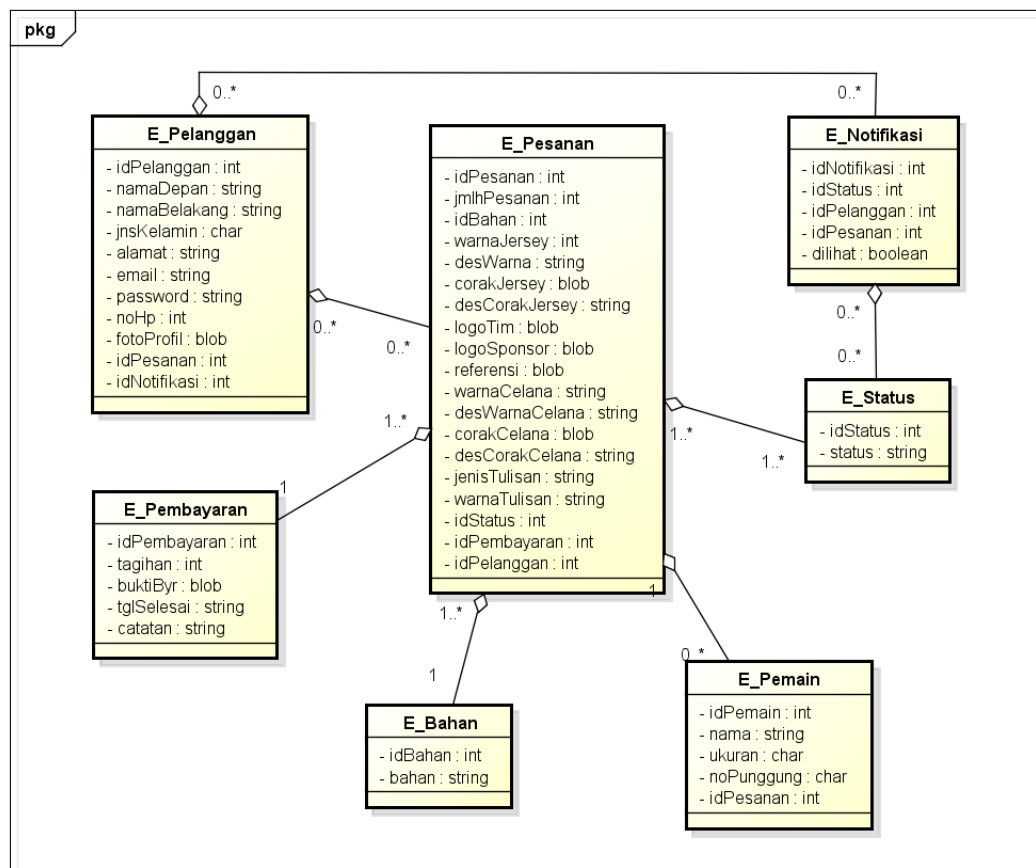 pkg
0..*
0..*
E_Pelanggan
- idPelanggan : int
- namaDepan : string
- namaBelakang : string
- jnsKelamin : char
- alamat : string
- email : string
- password : string
- noHp : int
- fotoProfil : blob
- idPesanan : int
- idNotifikasi : int
E_Pesanan
- idPesanan : int
- jmlhPesanan : int
- idBahan : int
- warnaJersey : int
- desWarna : string
- corakJersey : blob
- desCorakJersey : string
- logoTim : blob
- logoSponsor : blob
- referensi : blob
- warnaCelana : string
- desWarnaCelana : string
- corakCelana : blob
- desCorakCelana : string
- jenisTulisan : string
- warnaTulisan : string
- idStatus : int
- idPembayaran : int
- idPelanggan : int
E_Notifikasi
- idNotifikasi : int
- idStatus : int
- idPelanggan : int
- idPesanan : int
- dilihat : boolean
0..*
0..*
0..*
0..*
E_Status
- idStatus : int
- status : string
1..*
1..*
1..*
1
E_Pembayaran
- idPembayaran : int
- tagihan : int
- buktiByr : blob
- tglSelesai : string
- catatan : string
1..*
1
1
0..*
E_Bahan
- idBahan : int
- bahan : string
E_Pemain
- idPemain : int
- nama : string
- ukuran : char
- noPunggung : char
- idPesanan : int